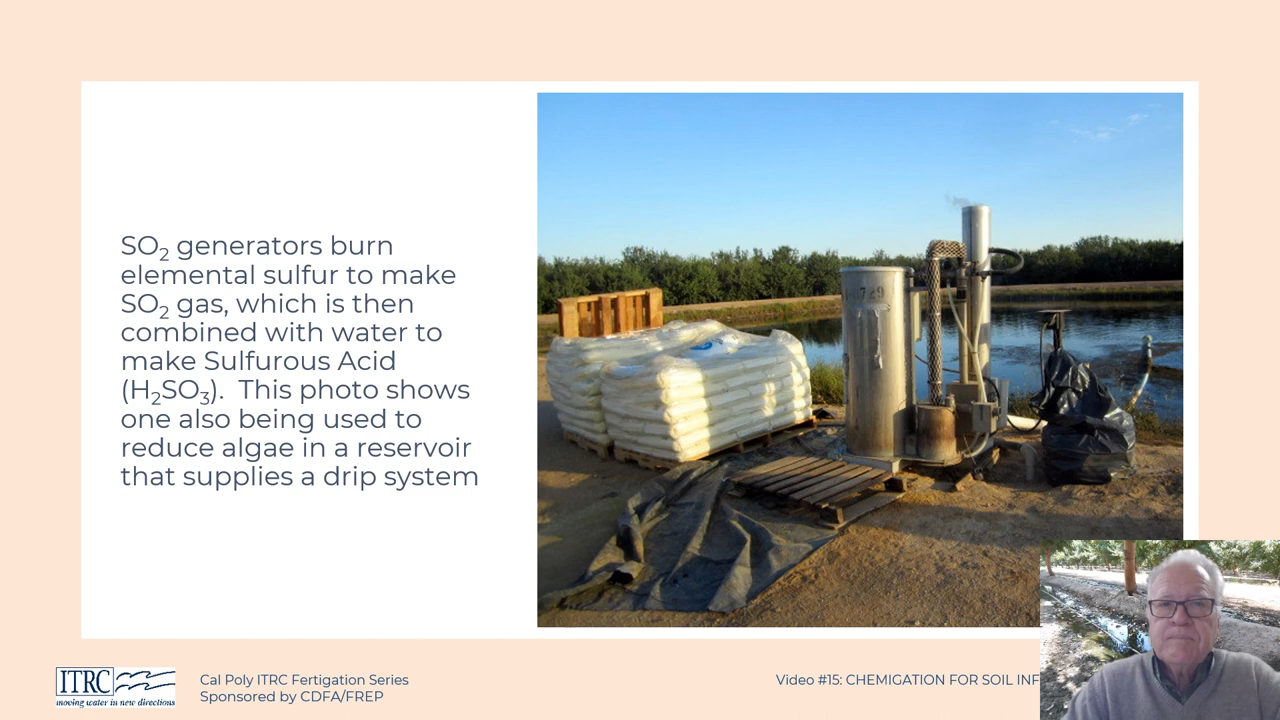 SO₂ generators burn
elemental sulfur to make
SO₂ gas, which is then
combined with water to
make Sulfurous Acid
(H₂SO₃).  This photo shows
one also being used to
reduce algae in a reservoir
that supplies a drip system
ITRC
moving water in new directions
Cal Poly ITRC Fertigation Series
Sponsored by CDFA/FREP
Video #15: CHEMIGATION FOR SOIL